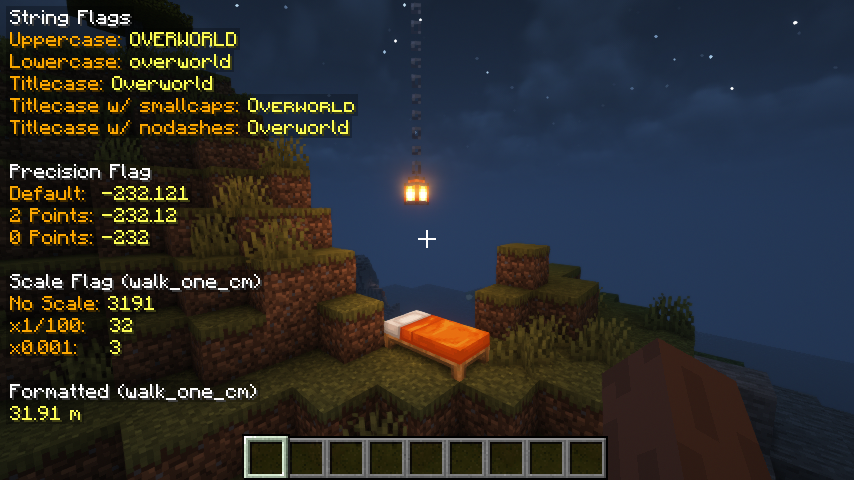 String Flags
Uppercase: OVERWORLD
Lowercase: overworld
Titlecase: Overworld
Titlecase w/ smallcaps: Oᴠᴇʀᴡᴏʀʟᴅ
Titlecase w/ nodashes: Overworld
Precision Flag
Default: -232.121
2 Points: -232.12
0 Points: -232
Scale Flag (walk_one_cm)
No Scale: 3191
x1/100: 32
x0.001: 3
Formatted (walk_one_cm)
31.91 m